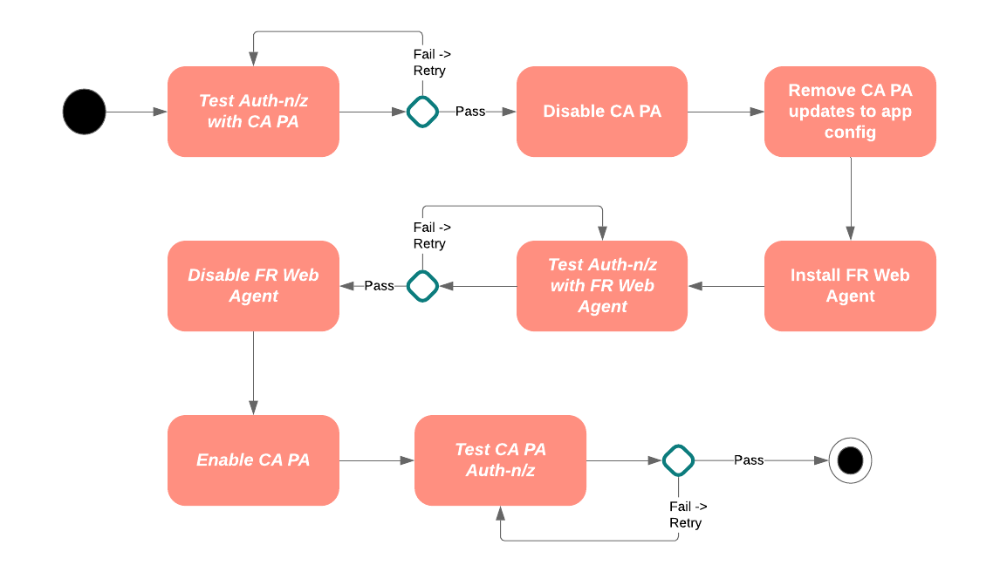 Fail ->
Retry
Test Auth-n/z
with CA PA
Pass
Disable CA PA
Remove CA PA
updates to app
config
Fail ->
Retry
Disable FR Web
Agent
Pass
Test Auth-n/z
with FR Web
Agent
Install FR Web
Agent
Enable CA PA
Test CA PA
Auth-n/z
Pass
Fail ->
Retry